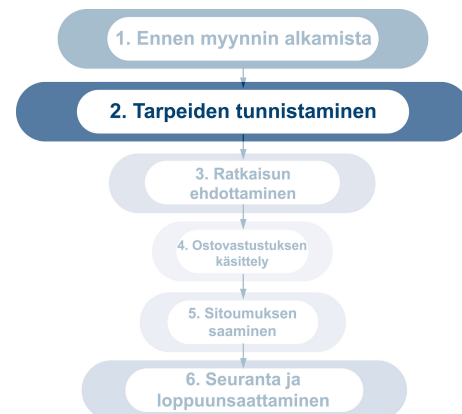 1. Ennen myynnin alkamista
2. Tarpeiden tunnistaminen
3. Ratkaisun
ehdottaminen
4. Ostovastustuksen
käsittely
5. Sitoumuksen
saaminen
6. Seuranta ja
loppuunsaattaminen